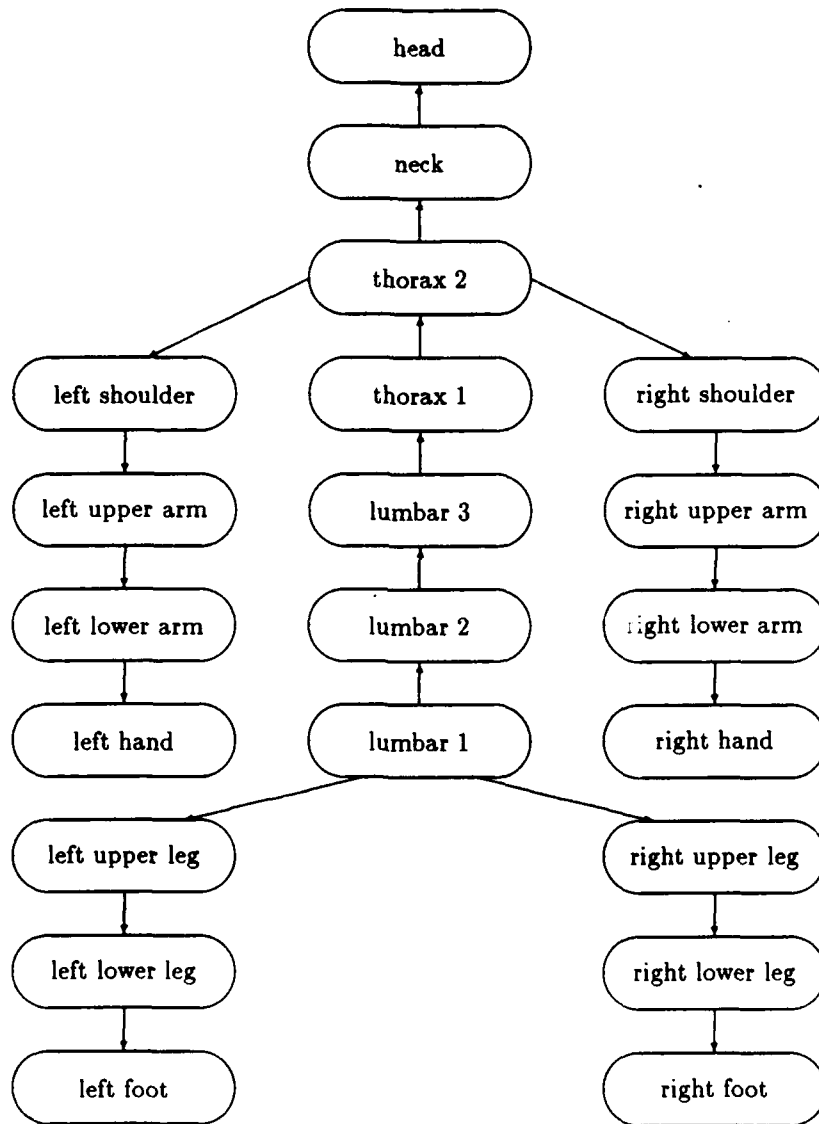 head
neck
thorax 2
left shoulder
thorax 1
right shoulder
left upper arm
lumbar 3
right upper arm
left lower arm
lumbar 2
right lower arm
left hand
lumbar 1
right hand
left upper leg
right upper leg
left lower leg
right lower leg
left foot
right foot